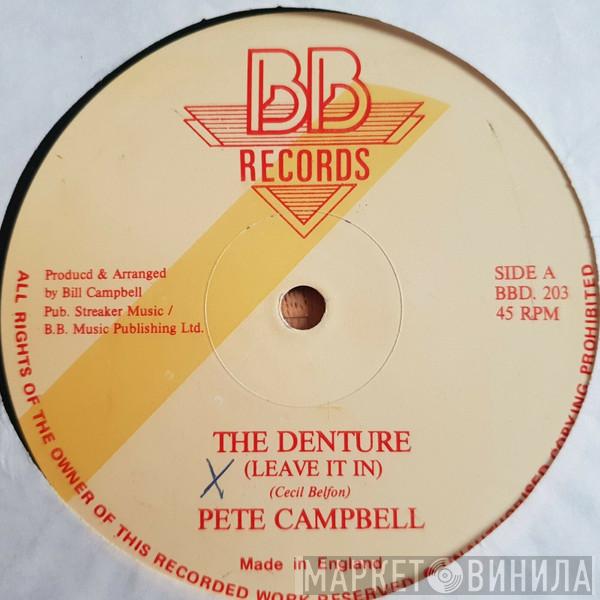 BB
RECORDS
Producd & Arranged
by Bill Campbell
Pub. Streaker Music /
B.B. Music Publishing Ltd.
SIDE A
BBD. 203
45 RPM
THE DENTURE
X (LEAVE IT IN)
(Cecil Belfon)
PETE CAMPBELL
Made in England
ALL RIGHTS OF THE OWNER OF THIS RECORDED WORK RESERVED COPYING PROHIBITED
МАРКЕТ ВИНИЛА